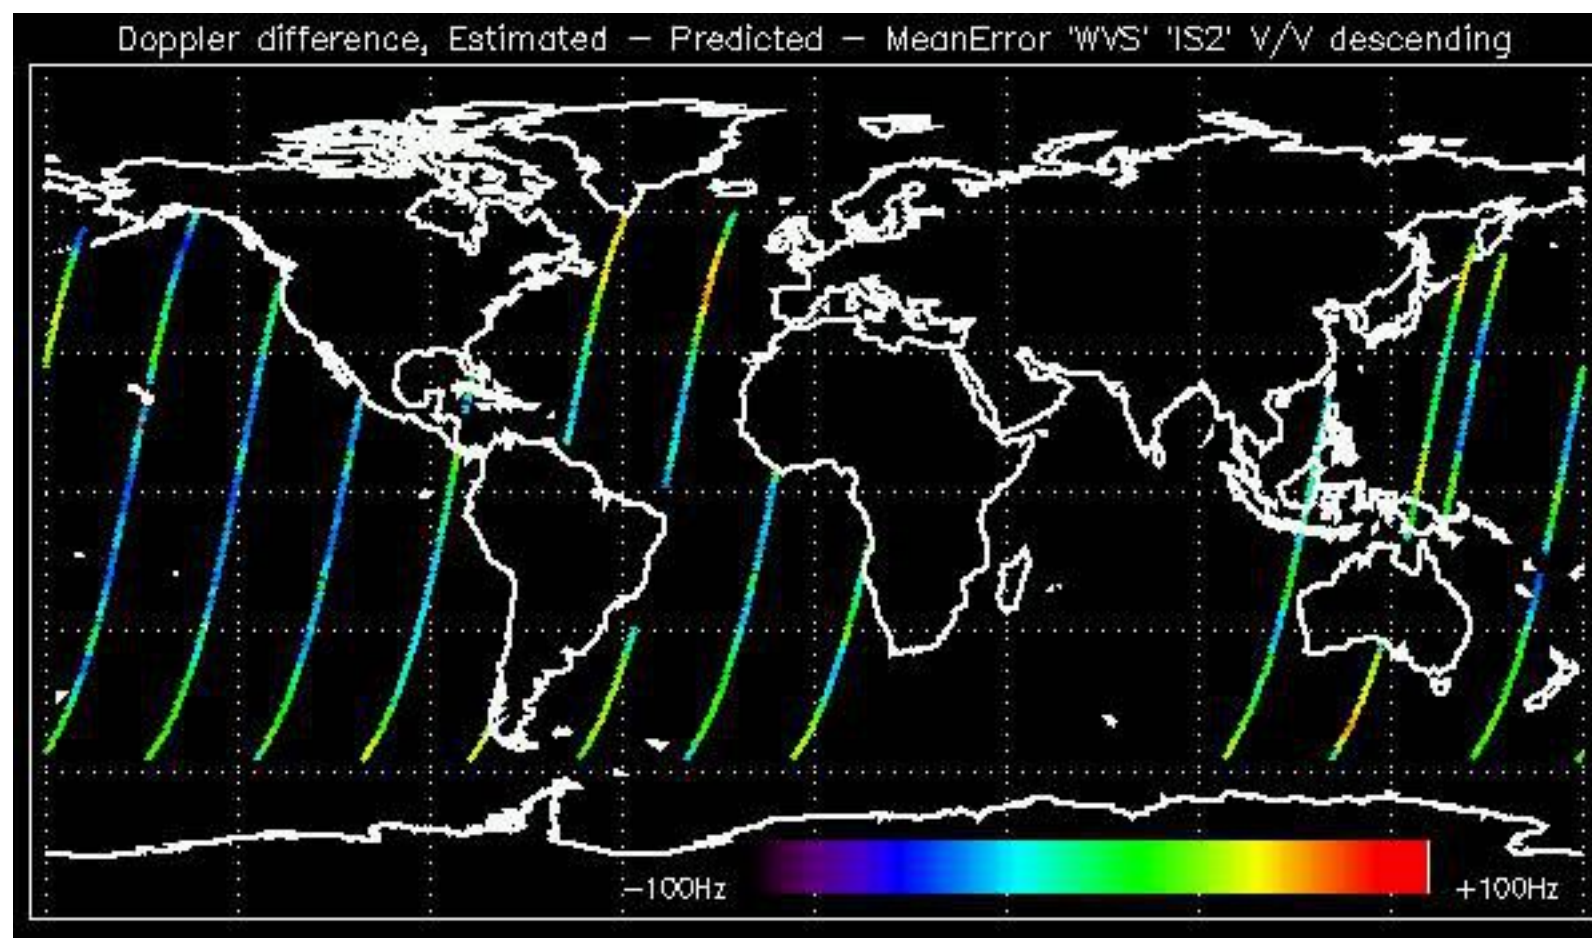 Doppler difference, Estimated − Predicted − MeanError 'WVS' 'IS2' V/V descending
−100Hz
+100Hz